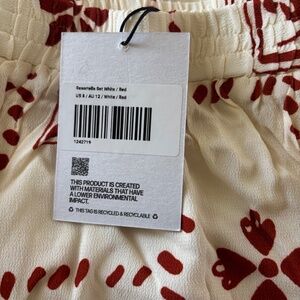 Set White / Red
US 8 / AU 12 / White / Red
1242719
THIS PRODUCT IS CREATED
WITH MATERIALS THAT HAVE
A LOWER ENVIRONMENTAL
IMPACT.
THIS TAG IS RECYCLED & RECYCLABLE